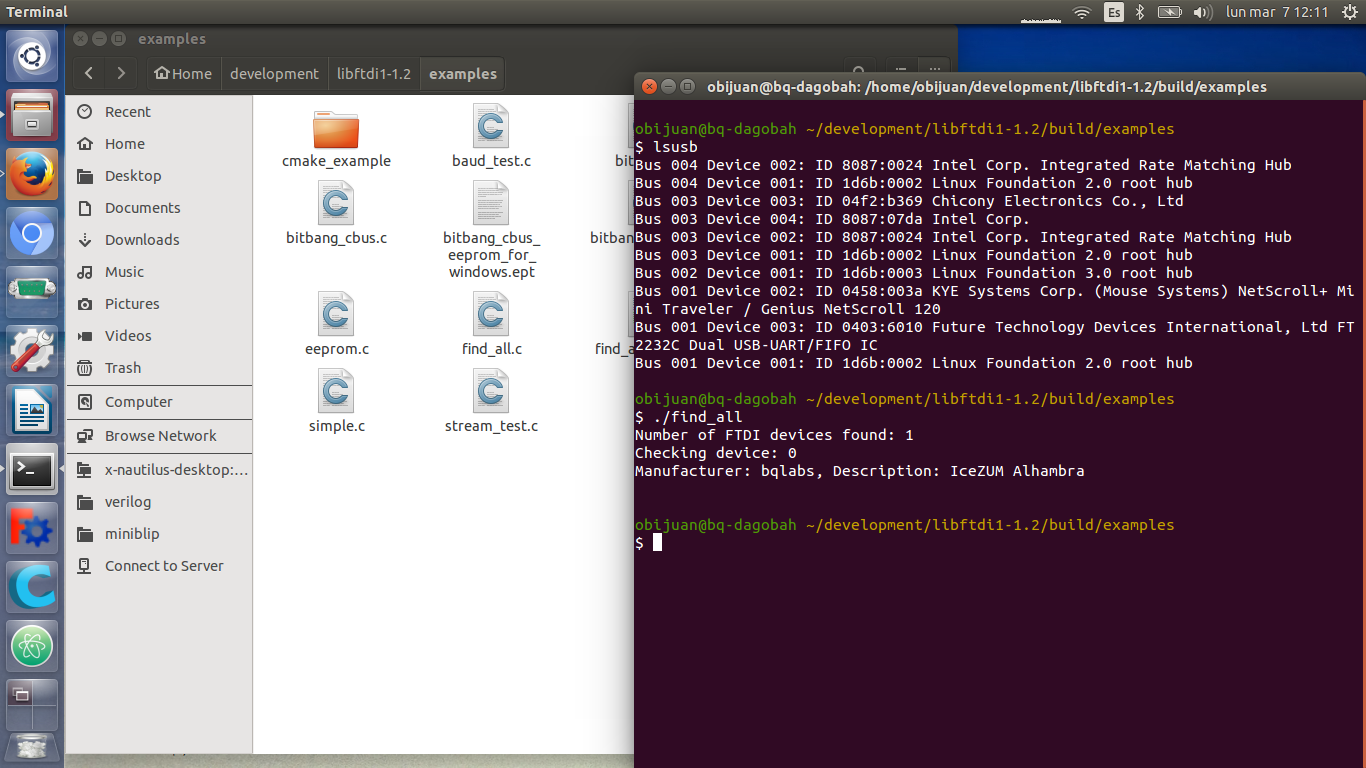 Terminal
Es
lun mar 7 12:11
examples
Home
development
libftdi1-1.2
examples
Recent
Home
Desktop
Documents
Downloads
Music
Pictures
Videos
Trash
Computer
Browse Network
x-nautilus-desktop:...
verilog
miniblip
Connect to Server
cmake_example
baud_test.c
bitbang_cbus.c
bitbang_cbus_
eeprom_for_
windows.ept
eeprom.c
find_all.c
simple.c
stream_test.c
obijuan@bq-dagobah: /home/obijuan/development/libftdi1-1.2/build/examples
obijuan@bq-dagobah ~/development/libftdi1-1.2/build/examples
$ lsusb
Bus 004 Device 002: ID 8087:0024 Intel Corp. Integrated Rate Matching Hub
Bus 004 Device 001: ID 1d6b:0002 Linux Foundation 2.0 root hub
Bus 003 Device 003: ID 04f2:b369 Chicony Electronics Co., Ltd
Bus 003 Device 004: ID 8087:07da Intel Corp.
Bus 003 Device 002: ID 8087:0024 Intel Corp. Integrated Rate Matching Hub
Bus 003 Device 001: ID 1d6b:0002 Linux Foundation 2.0 root hub
Bus 002 Device 001: ID 1d6b:0003 Linux Foundation 3.0 root hub
Bus 001 Device 002: ID 0458:003a KYE Systems Corp. (Mouse Systems) NetScroll+ Mi
ni Traveler / Genius NetScroll 120
Bus 001 Device 003: ID 0403:6010 Future Technology Devices International, Ltd FT
2232C Dual USB-UART/FIFO IC
Bus 001 Device 001: ID 1d6b:0002 Linux Foundation 2.0 root hub
obijuan@bq-dagobah ~/development/libftdi1-1.2/build/examples
$ ./find_all
Number of FTDI devices found: 1
Checking device: 0
Manufacturer: bqlabs, Description: IceZUM Alhambra
obijuan@bq-dagobah ~/development/libftdi1-1.2/build/examples
$